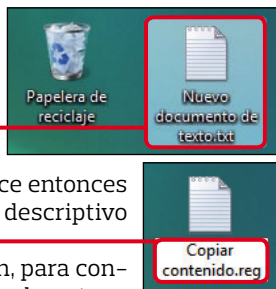 Papelera de
reciclaje
Nuevo
documento de
texto.txt
ce entonces
descriptivo
Copiar
contenido.reg
n, para con-